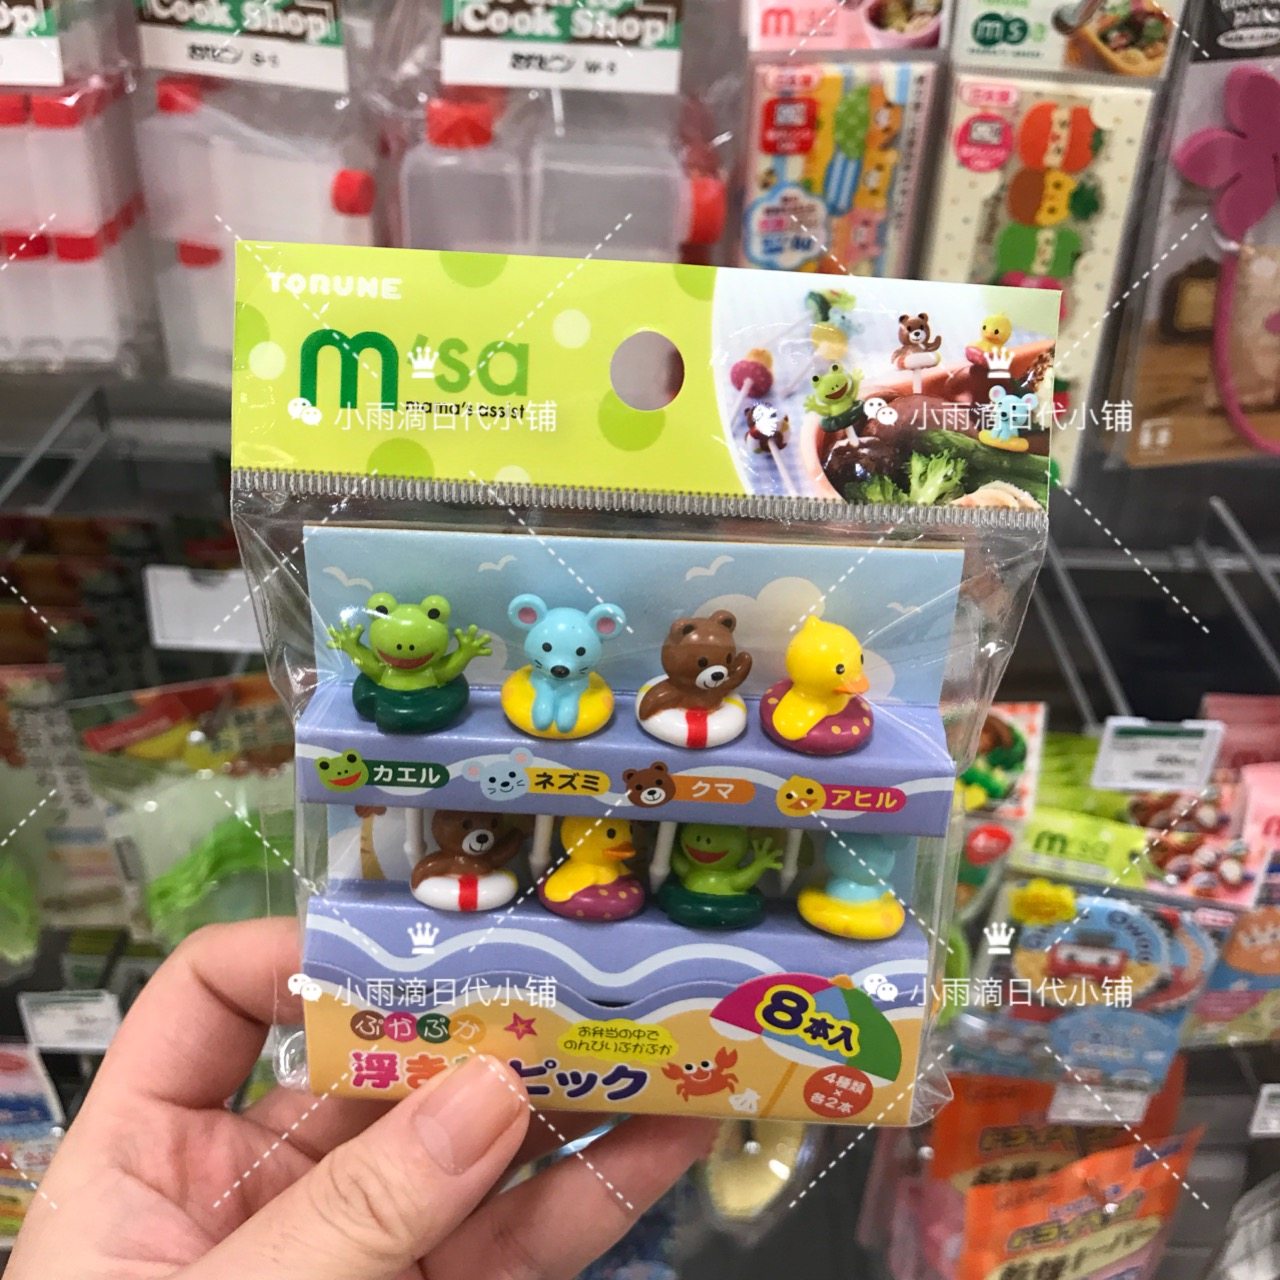 Cook Shop
Cook Shop
TORUNE
m'sa
mama's assist
小雨滴日代小铺
小雨滴日代小铺
カエル
ネズミ
クマ
アヒル
小雨滴日代小铺
小雨滴日代小铺
ぷかぷか
お弁当の中で
のんびりぷかぷか
8本入
ピック
4種類
×
各2本
m'sa